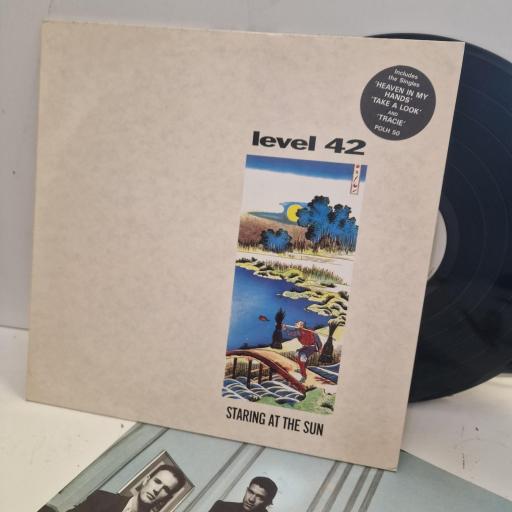 Includes
the Singles
'HEAVEN IN MY
HANDS'
'TAKE A LOOK'
AND
'TRACIE'
POLH 50
level 42
STARING AT THE SUN